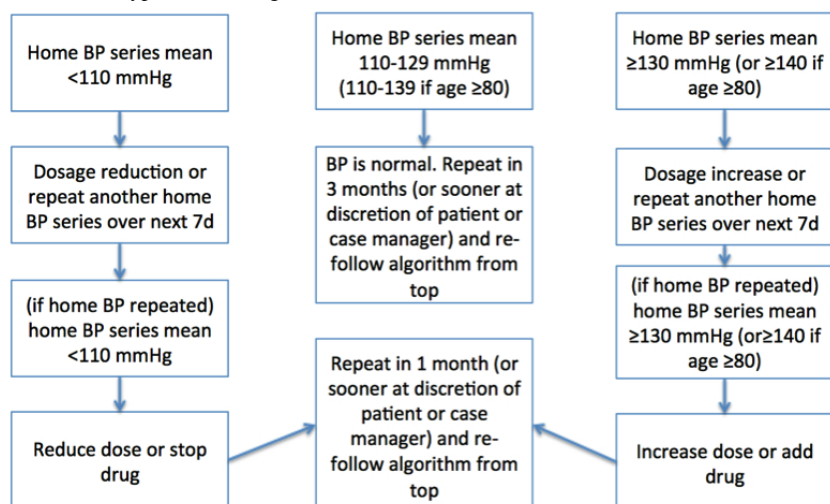 Home BP series mean
<110 mmHg
Home BP series mean
110-129 mmHg
(110-139 if age ≥80)
Home BP series mean
≥130 mmHg (or ≥140 if
age ≥80)
Dosage reduction or
repeat another home
BP series over next 7d
BP is normal. Repeat in
3 months (or sooner at
discretion of patient or
case manager) and re-
follow algorithm from
top
Dosage increase or
repeat another home
BP series over next 7d
(if home BP repeated)
home BP series mean
<110 mmHg
(if home BP repeated)
home BP series mean
≥130 mmHg (or≥140 if
age ≥80)
Reduce dose or stop
drug
Repeat in 1 month (or
sooner at discretion of
patient or case
manager) and re-
follow algorithm from
top
Increase dose or add
drug